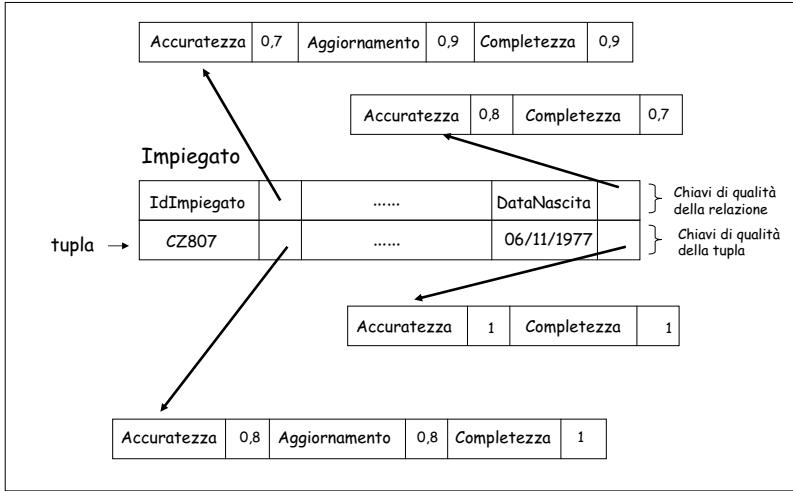 Accuratezza 0,7 Aggiornamento 0,9 Completezza 0,9
Accuratezza 0,8 Completezza 0,7
Impiegato
IdImpiegato ...... DataNascita
Chiavi di qualità
della relazione
tupla CZ807 ...... 06/11/1977
Chiavi di qualità
della tupla
Accuratezza 1 Completezza 1
Accuratezza 0,8 Aggiornamento 0,8 Completezza 1